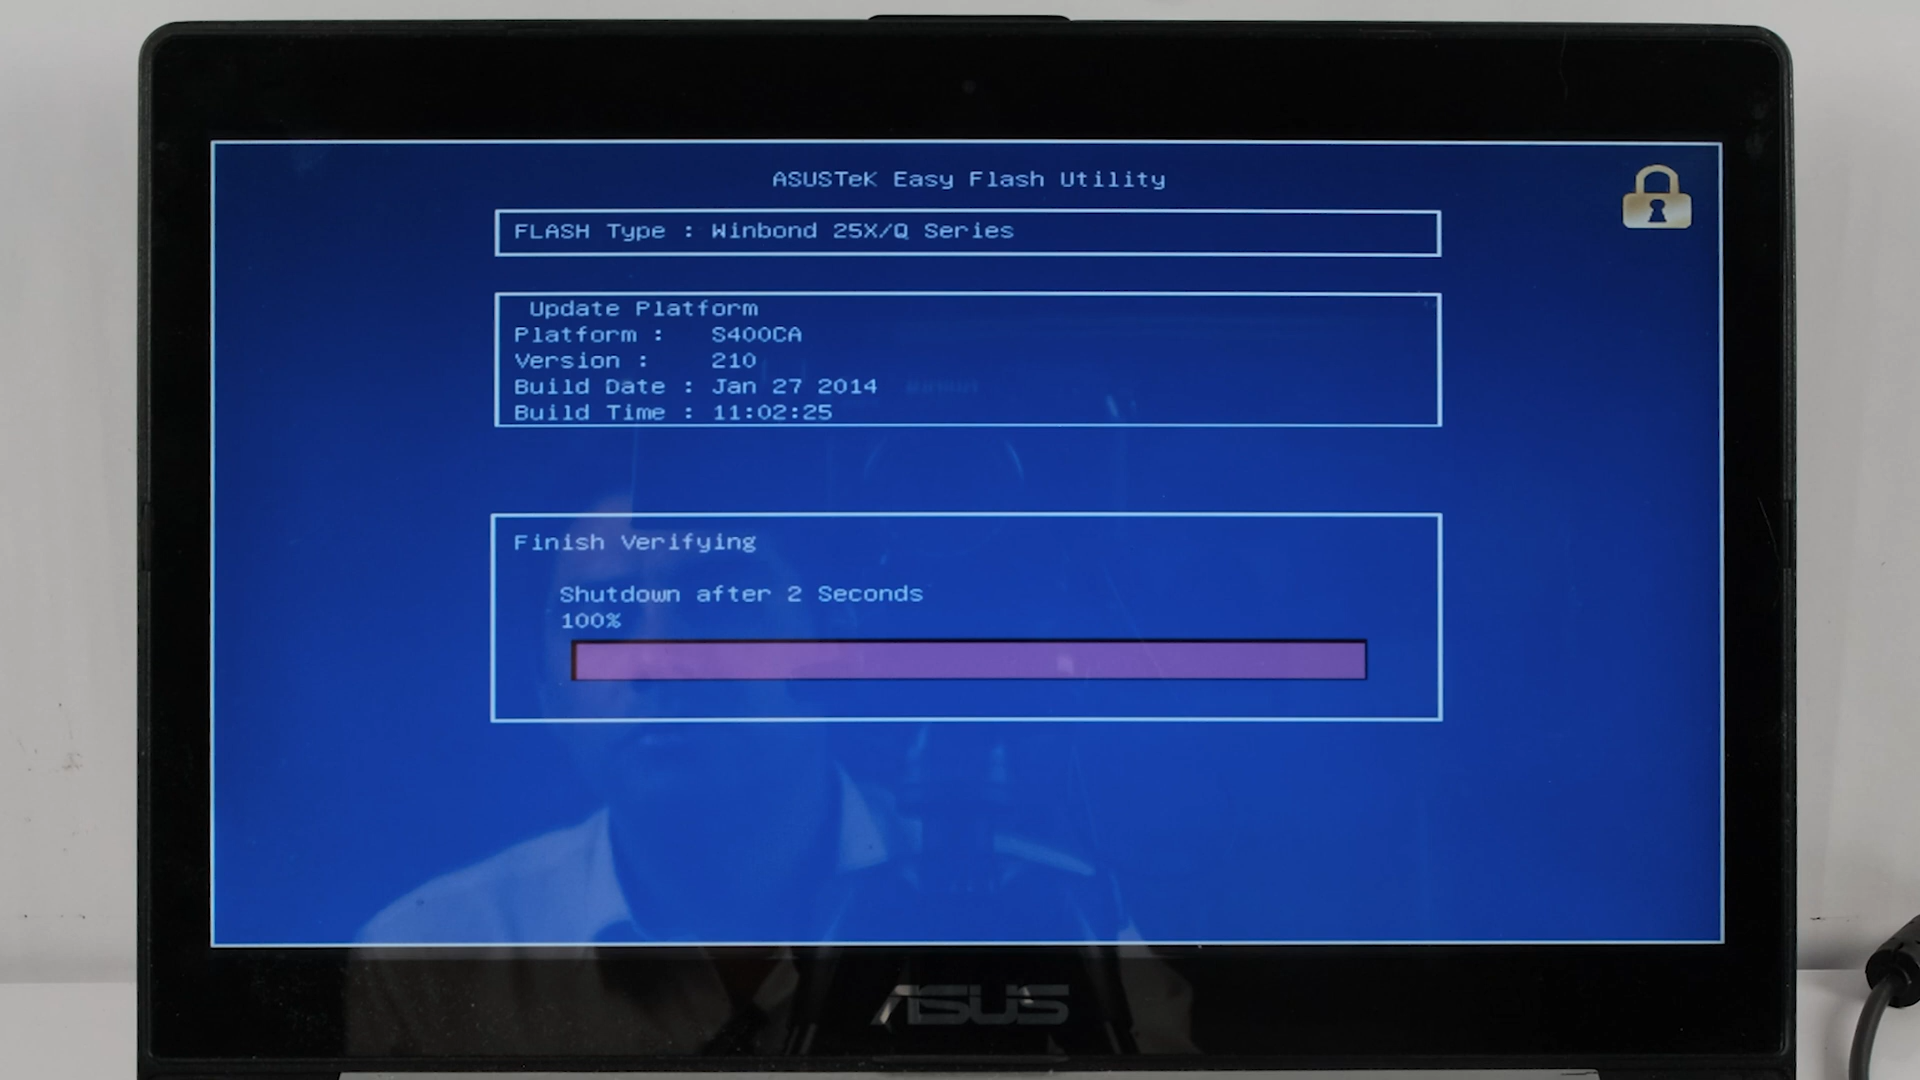 ASUSTeK Easy Flash Utility
FLASH Type : Winbond 25X/Q Series
Update Platform
Platform : S400CA
Version : 210
Build Date : Jan 27 2014
Build Time : 11:02:25
Finish Verifying
Shutdown after 2 Seconds
100%
ASUS